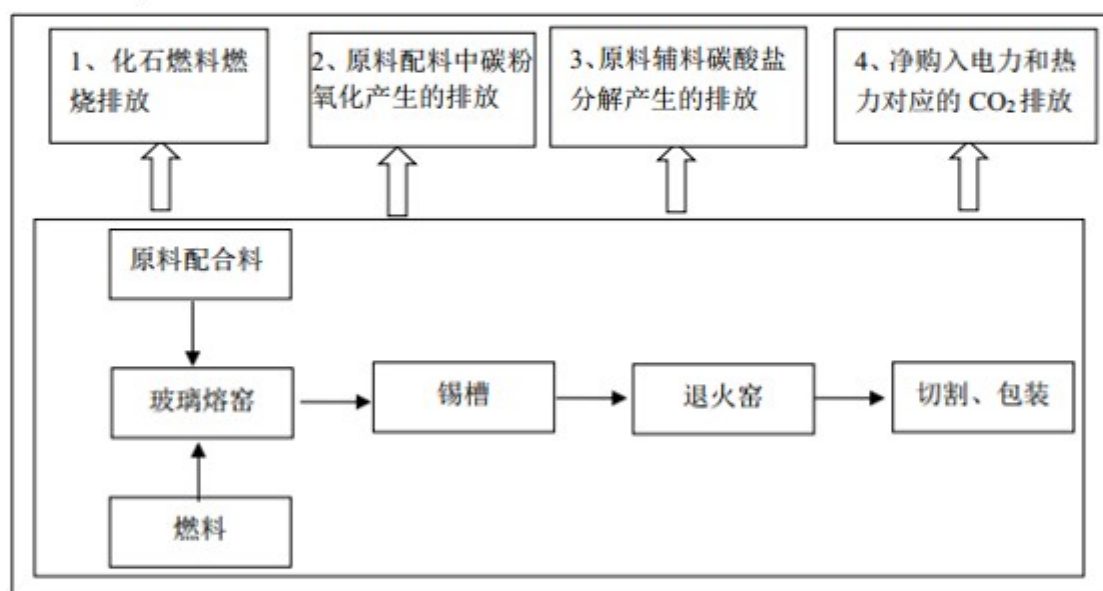 1、化石燃料燃
烧排放
2、原料配料中碳粉
氧化产生的排放
3、原料辅料碳酸盐
分解产生的排放
4、净购入电力和热
力对应的 CO₂ 排放
原料配合料
玻璃熔窑
锡槽
退火窑
切割、包装
燃料